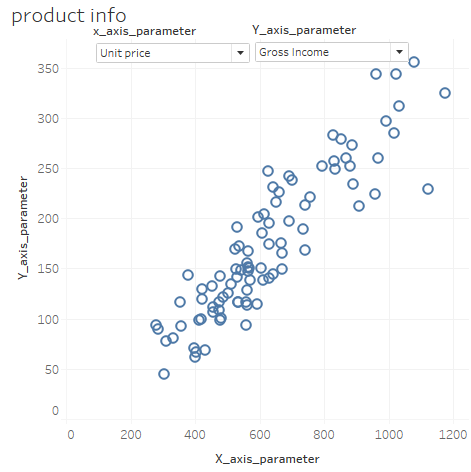 product info
x_axis_parameter Y_axis_parameter
Unit price Gross Income
350
300
250
200
150
100
50
0
Y_axis_parameter
0 200 400 600 800 1000 1200
X_axis_parameter